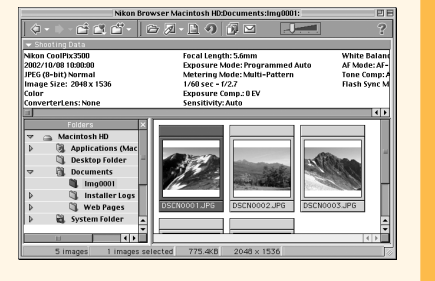 Nikon Browser Macintosh HD:Documents:Img0001:
?
Shooting Data
Nikon CoolPix3500
2002/10/08 10:00:00
JPEG (8-bit) Normal
Image Size: 2048 x 1536
Color
ConverterLens: None
Focal Length: 5.6mm
Exposure Mode: Programmed Auto
Metering Mode: Multi-Pattern
1/60 sec - f/2.7
Exposure Comp.: 0 EV
Sensitivity: Auto
White Balanc
AF Mode: AF-
Tone Comp: A
Flash Sync M
Folders
Macintosh HD
Applications (Mac
Desktop Folder
Documents
Img0001
Installer Logs
Web Pages
System Folder
DSCN0001.JPG
DSCN0002.JPG
DSCN0003.JPG
5 images
1 images selected
775.4KB
2048 x 1536